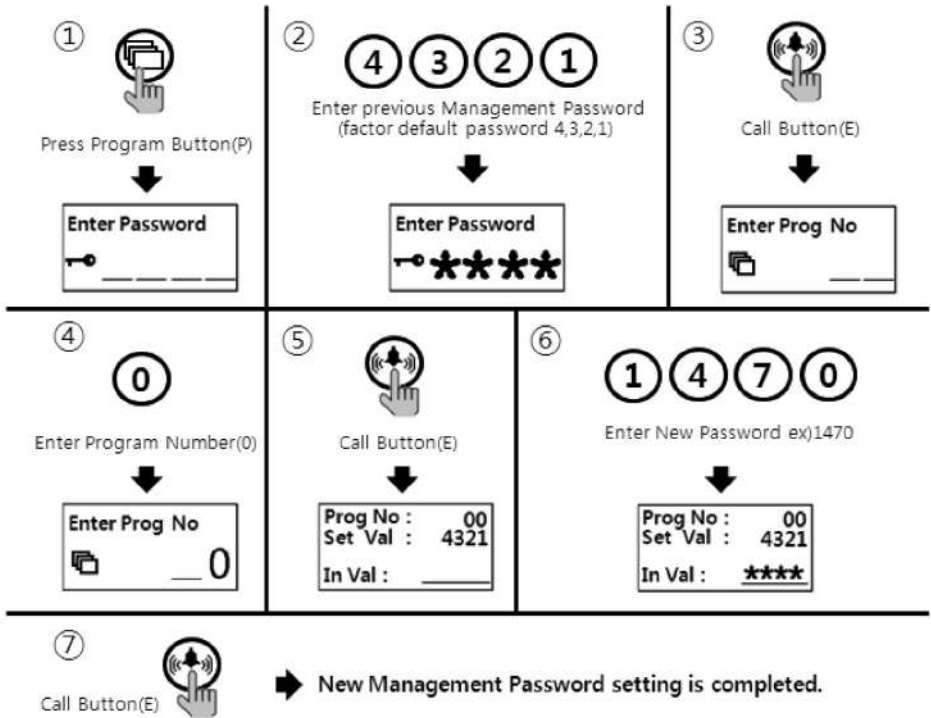 ①
Press Program Button(P)
Enter Password
②
4 3 2 1
Enter previous Management Password
(factor default password 4,3,2,1)
Enter Password
****
③
Call Button(E)
Enter Prog No
④
0
Enter Program Number(0)
Enter Prog No
_0
⑤
Call Button(E)
Prog No : 00
Set Val : 4321
In Val :
⑥
1 4 7 0
Enter New Password ex)1470
Prog No : 00
Set Val : 4321
In Val : ****
⑦
Call Button(E)
New Management Password setting is completed.